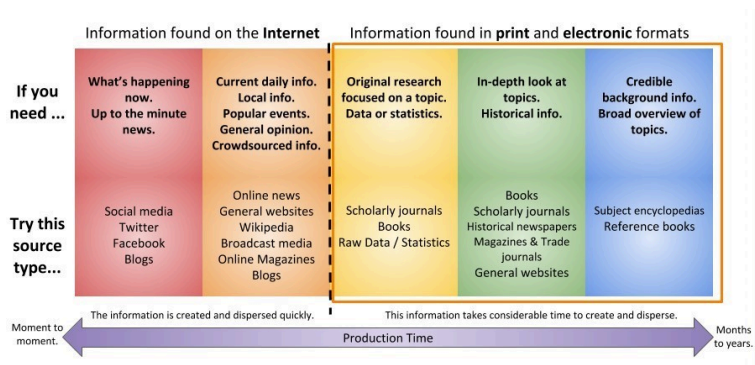 Information found on the Internet
Information found in print and electronic formats
If you
need ...
What's happening
now.
Up to the minute
news.
Current daily info.
Local info.
Popular events.
General opinion.
Crowdsourced info.
Original research
focused on a topic.
Data or statistics.
In-depth look at
topics.
Historical info.
Credible
background info.
Broad overview of
topics.
Try this
source
type...
Social media
Twitter
Facebook
Blogs
Online news
General websites
Wikipedia
Broadcast media
Online Magazines
Blogs
Scholarly journals
Books
Raw Data / Statistics
Books
Scholarly journals
Historical newspapers
Magazines & Trade
journals
General websites
Subject encyclopedias
Reference books
The information is created and dispersed quickly.
This information takes considerable time to create and disperse.
Moment to
moment.
Production Time
Months
to years.